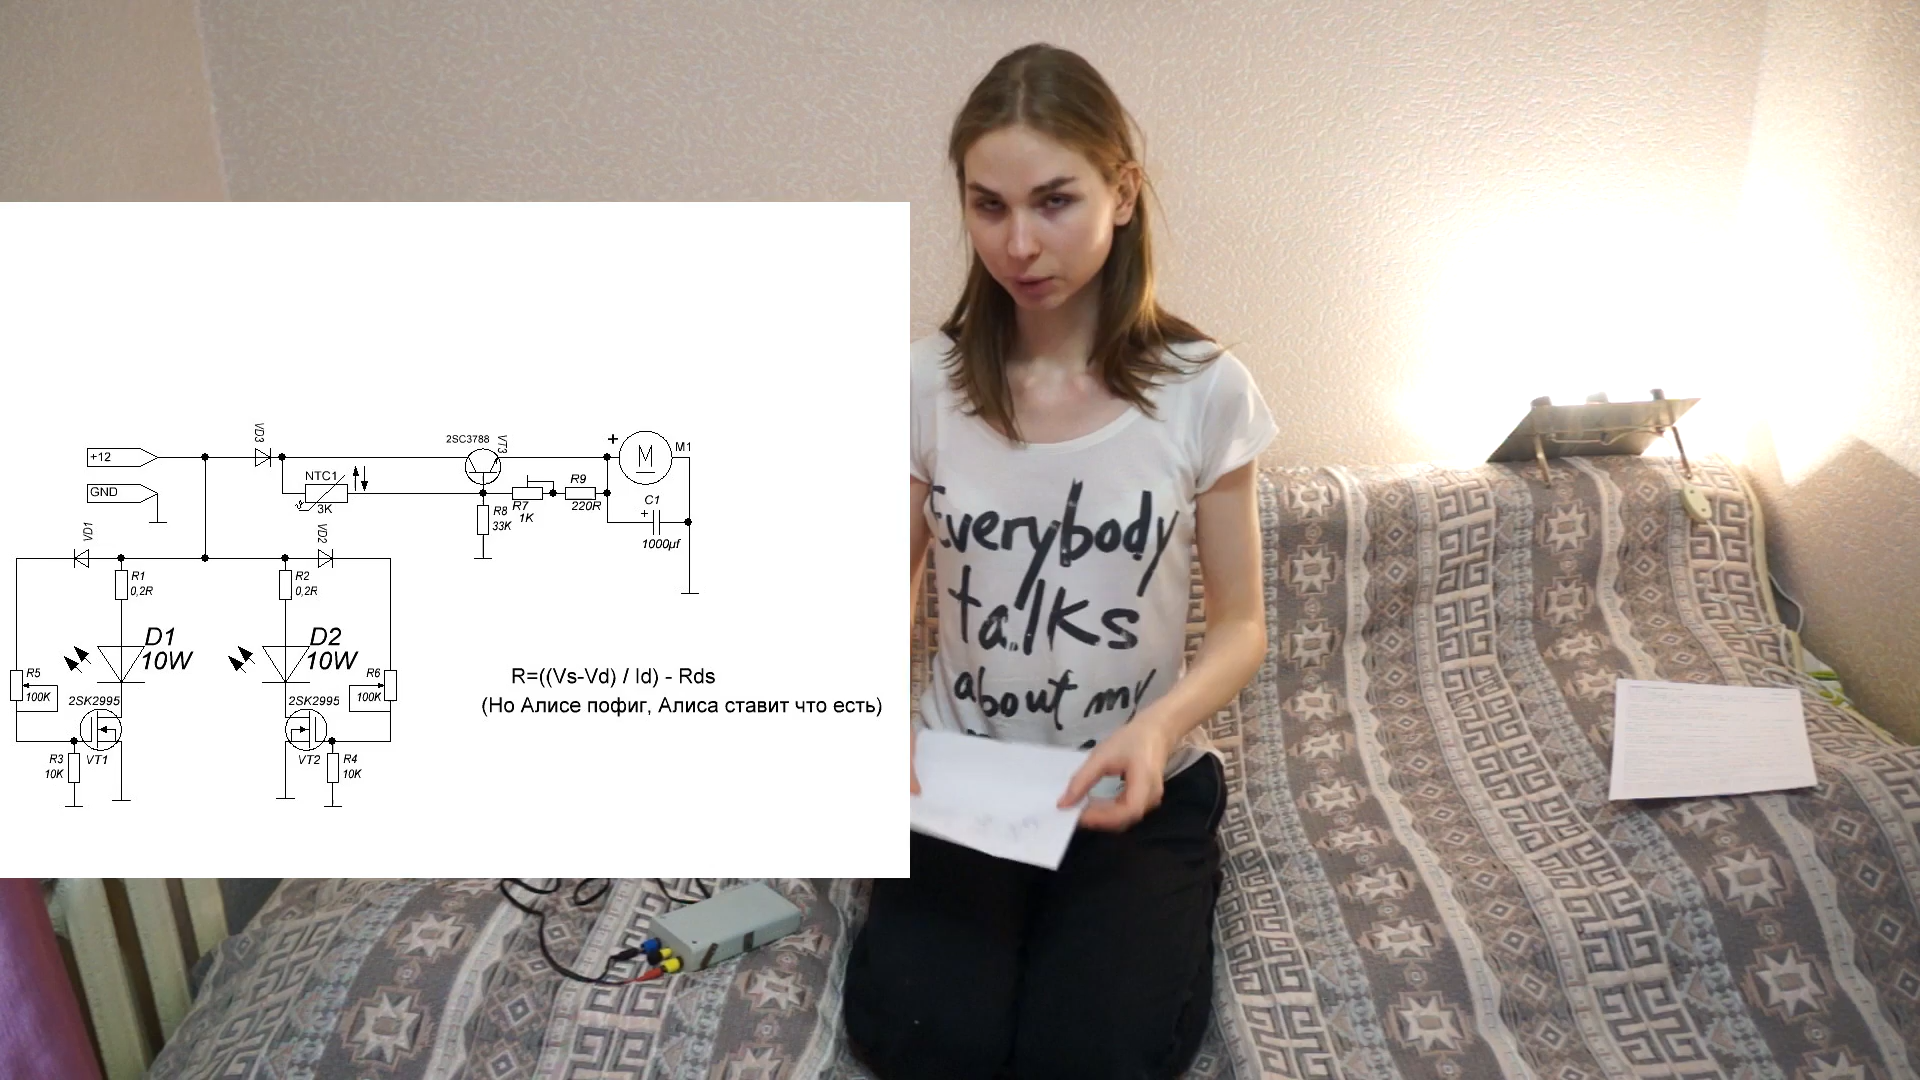 2SC3788
VT3
VD3
M
M1
+12
NTC1
3K
GND
R7
1K
R9
220R
R8
33K
C1
1000µf
VD1
VD2
R1
0,2R
R2
0,2R
D1
10W
D2
10W
R5
100K
R6
100K
2SK2995
2SK2995
VT1
VT2
R3
10K
R4
10K
R=((Vs-Vd) / Id) - Rds
(Но Алисе пофиг, Алиса ставит что есть)
Everybody
talks
about my